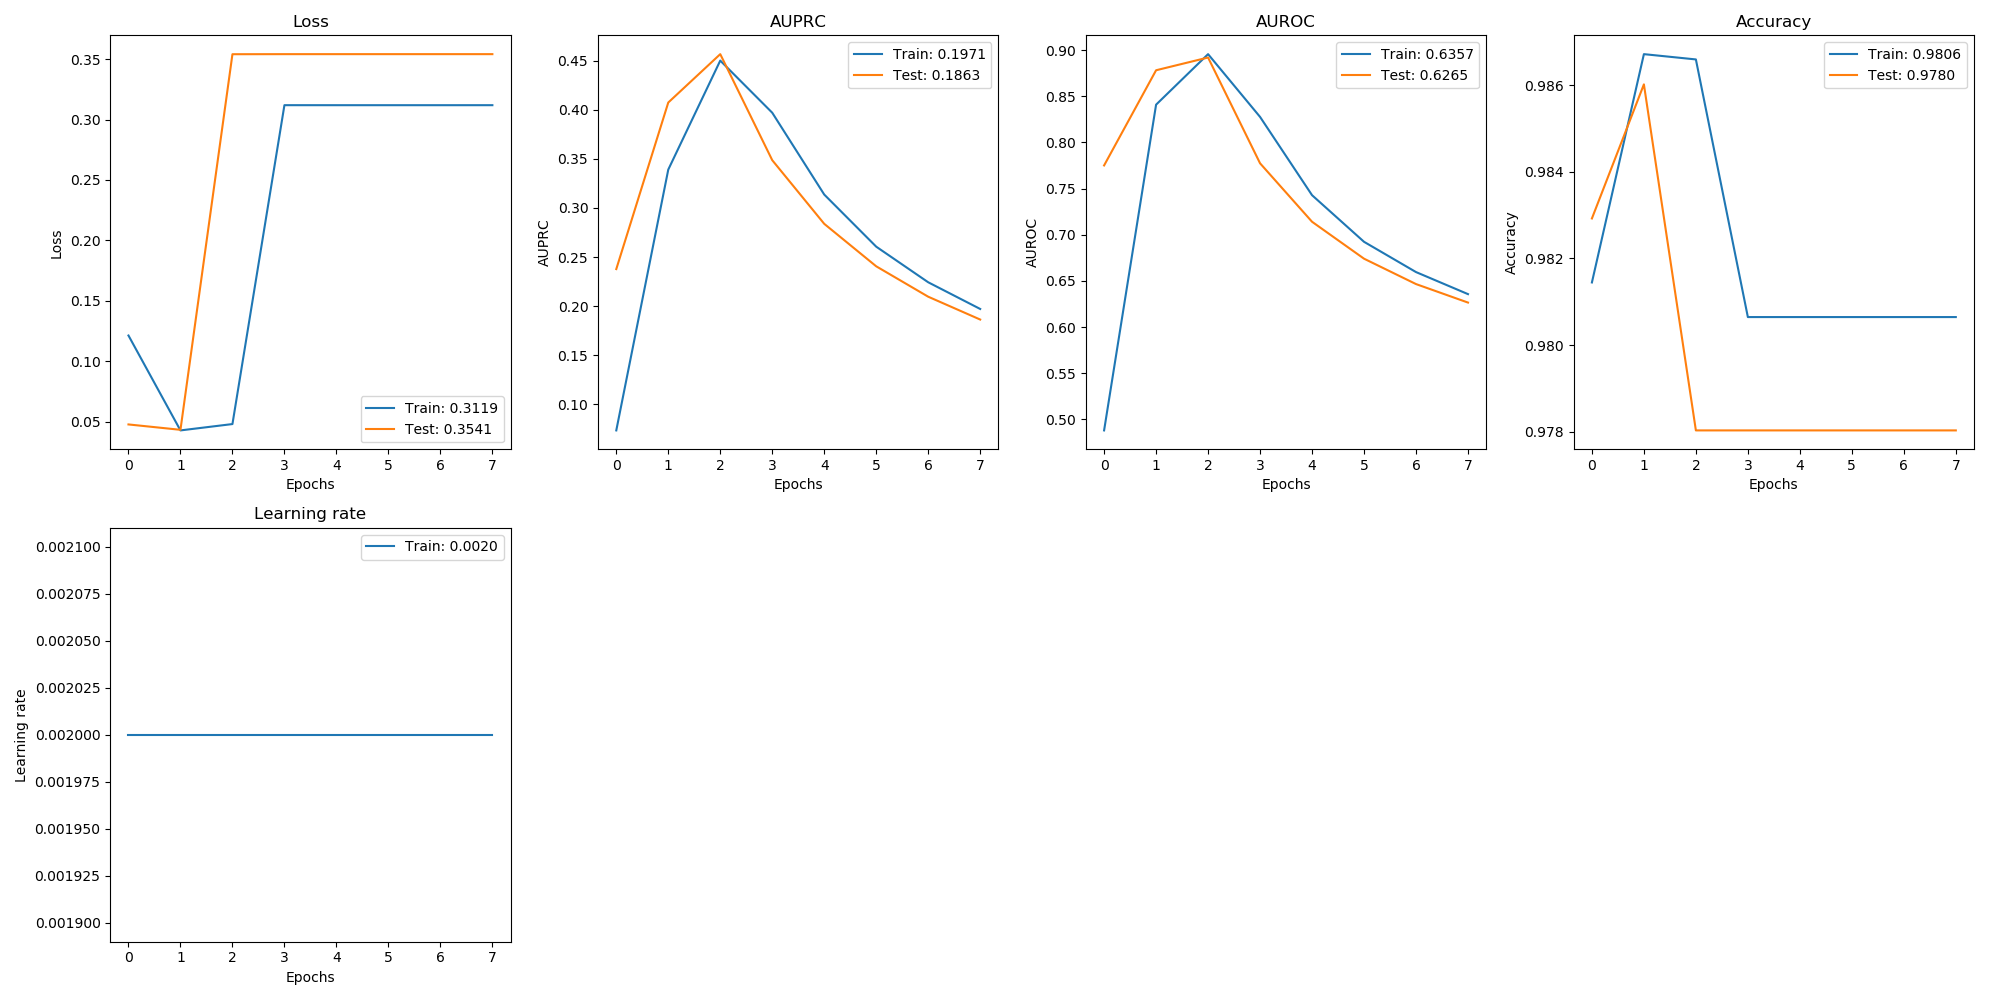 Loss
Loss
0.35
0.30
0.25
0.20
0.15
0.10
0.05
Train: 0.3119
Test: 0.3541
0 1 2 3 4 5 6 7
Epochs
AUPRC
AUPRC
0.45
0.40
0.35
0.30
0.25
0.20
0.15
0.10
Train: 0.1971
Test: 0.1863
0 1 2 3 4 5 6 7
Epochs
AUROC
AUROC
0.90
0.85
0.80
0.75
0.70
0.65
0.60
0.55
0.50
Train: 0.6357
Test: 0.6265
0 1 2 3 4 5 6 7
Epochs
Accuracy
Accuracy
0.986
0.984
0.982
0.980
0.978
Train: 0.9806
Test: 0.9780
0 1 2 3 4 5 6 7
Epochs
Learning rate
Learning rate
0.002100
0.002075
0.002050
0.002025
0.002000
0.001975
0.001950
0.001925
0.001900
Train: 0.0020
0 1 2 3 4 5 6 7
Epochs